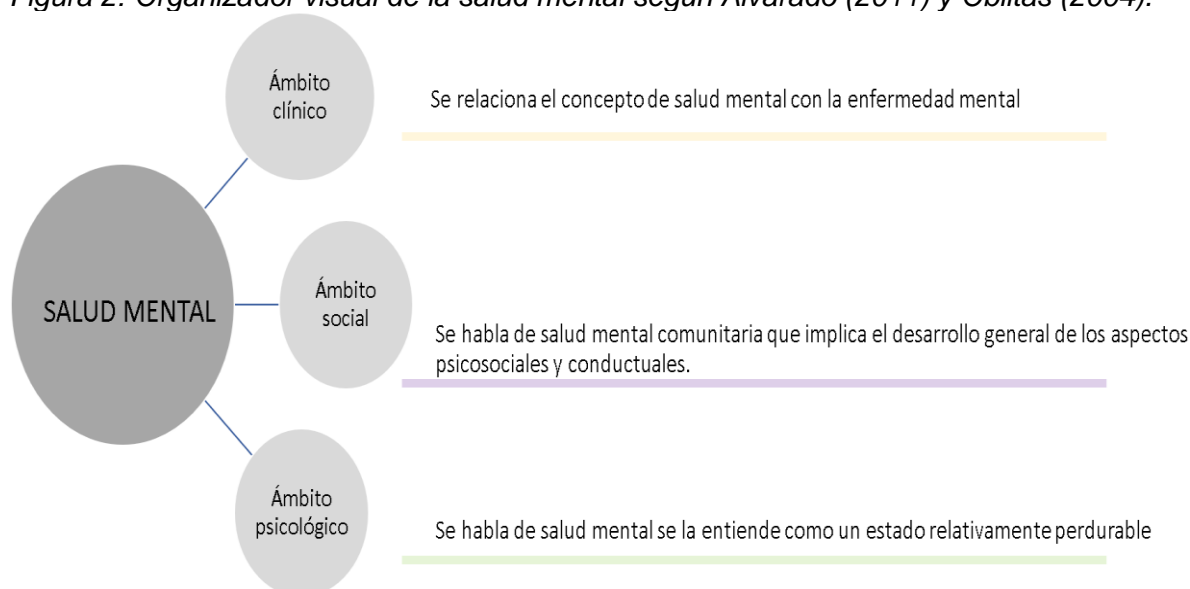 Figura 2. Organizador visual de la salud mental según Alvarado (2011) y Oblitas (2004).
Ámbito
clínico
Se relaciona el concepto de salud mental con la enfermedad mental
SALUD MENTAL
Ámbito
social
Se habla de salud mental comunitaria que implica el desarrollo general de los aspectos
psicosociales y conductuales.
Ámbito
psicológico
Se habla de salud mental se la entiende como un estado relativamente perdurable